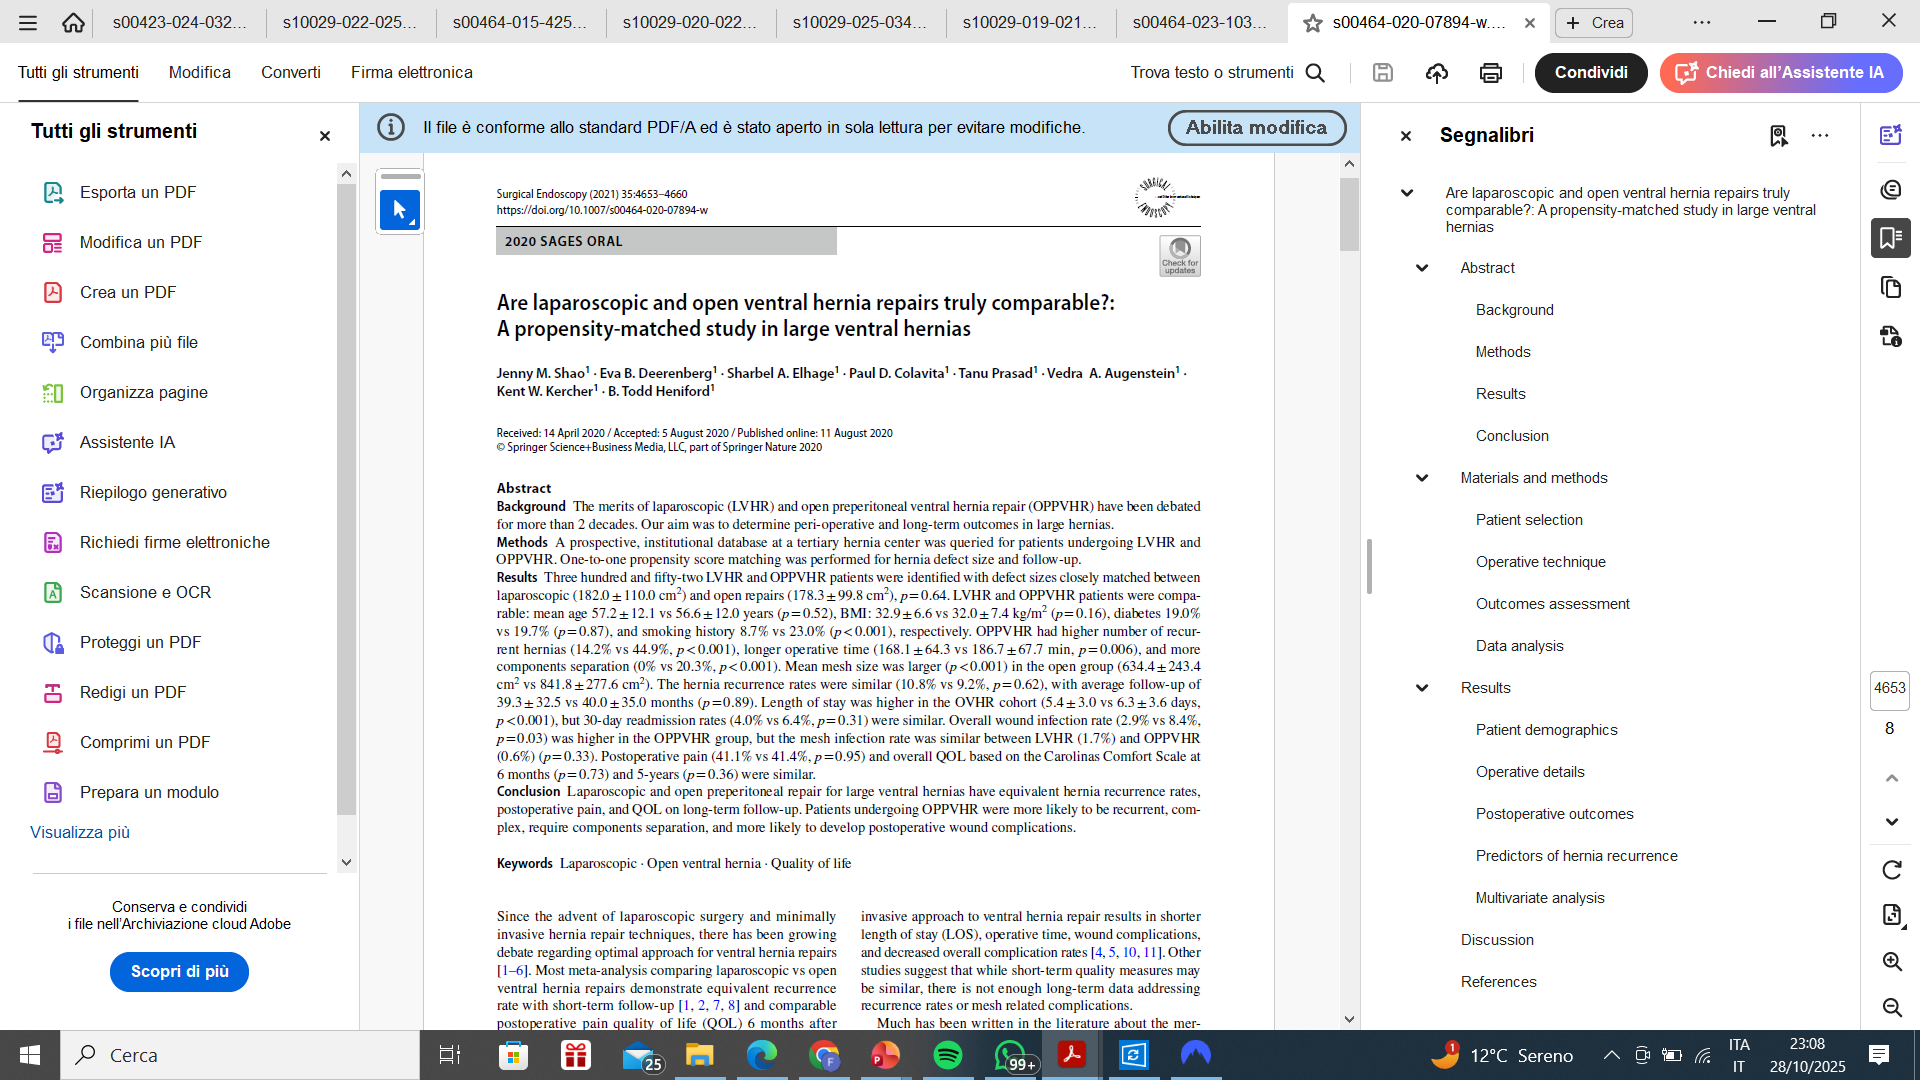 s00423-024-032...
s10029-022-025...
s00464-015-425...
s10029-020-022...
s10029-025-034...
s10029-019-021...
s00464-023-103...
s00464-020-07894-w....
Crea
Tutti gli strumenti
Modifica
Converti
Firma elettronica
Trova testo o strumenti
Condividi
Chiedi all'Assistente IA
Tutti gli strumenti
Esporta un PDF
Modifica un PDF
Crea un PDF
Combina più file
Organizza pagine
Assistente IA
Riepilogo generativo
Richiedi firme elettroniche
Scansione e OCR
Proteggi un PDF
Redigi un PDF
Comprimi un PDF
Prepara un modulo
Visualizza più
Conserva e condividi
i file nell'Archiviazione cloud Adobe
Scopri di più
Il file è conforme allo standard PDF/A ed è stato aperto in sola lettura per evitare modifiche.
Abilita modifica
Surgical Endoscopy (2021) 35:4653–4660
https://doi.org/10.1007/s00464-020-07894-w
SURGICAL
ENDOSCOPY
2020 SAGES ORAL
Check for
updates
Are laparoscopic and open ventral hernia repairs truly comparable?:
A propensity-matched study in large ventral hernias
Jenny M. Shao1 · Eva B. Deerenberg1 · Sharbel A. Elhage1 · Paul D. Colavita1 · Tanu Prasad1 · Vedra A. Augenstein1 ·
Kent W. Kercher1 · B. Todd Heniford1
Received: 14 April 2020 / Accepted: 5 August 2020 / Published online: 11 August 2020
© Springer Science+Business Media, LLC, part of Springer Nature 2020
Abstract
Background The merits of laparoscopic (LVHR) and open preperitoneal ventral hernia repair (OPPVHR) have been debated
for more than 2 decades. Our aim was to determine peri-operative and long-term outcomes in large hernias.
Methods A prospective, institutional database at a tertiary hernia center was queried for patients undergoing LVHR and
OPPVHR. One-to-one propensity score matching was performed for hernia defect size and follow-up.
Results Three hundred and fifty-two LVHR and OPPVHR patients were identified with defect sizes closely matched between
laparoscopic (182.0 ± 110.0 cm2) and open repairs (178.3 ± 99.8 cm2), p = 0.64. LVHR and OPPVHR patients were compa-
rable: mean age 57.2 ± 12.1 vs 56.6 ± 12.0 years (p = 0.52), BMI: 32.9 ± 6.6 vs 32.0 ± 7.4 kg/m2 (p = 0.16), diabetes 19.0%
vs 19.7% (p = 0.87), and smoking history 8.7% vs 23.0% (p < 0.001), respectively. OPPVHR had higher number of recur-
rent hernias (14.2% vs 44.9%, p < 0.001), longer operative time (168.1 ± 64.3 vs 186.7 ± 67.7 min, p = 0.006), and more
components separation (0% vs 20.3%, p < 0.001). Mean mesh size was larger (p < 0.001) in the open group (634.4 ± 243.4
cm2 vs 841.8 ± 277.6 cm2). The hernia recurrence rates were similar (10.8% vs 9.2%, p = 0.62), with average follow-up of
39.3 ± 32.5 vs 40.0 ± 35.0 months (p = 0.89). Length of stay was higher in the OVHR cohort (5.4 ± 3.0 vs 6.3 ± 3.6 days,
p < 0.001), but 30-day readmission rates (4.0% vs 6.4%, p = 0.31) were similar. Overall wound infection rate (2.9% vs 8.4%,
p = 0.03) was higher in the OPPVHR group, but the mesh infection rate was similar between LVHR (1.7%) and OPPVHR
(0.6%) (p = 0.33). Postoperative pain (41.1% vs 41.4%, p = 0.95) and overall QOL based on the Carolinas Comfort Scale at
6 months (p = 0.73) and 5-years (p = 0.36) were similar.
Conclusion Laparoscopic and open preperitoneal repair for large ventral hernias have equivalent hernia recurrence rates,
postoperative pain, and QOL on long-term follow-up. Patients undergoing OPPVHR were more likely to be recurrent, com-
plex, require components separation, and more likely to develop postoperative wound complications.
Keywords Laparoscopic · Open ventral hernia · Quality of life
Since the advent of laparoscopic surgery and minimally
invasive hernia repair techniques, there has been growing
debate regarding optimal approach for ventral hernia repairs
[1–6]. Most meta-analysis comparing laparoscopic vs open
ventral hernia repairs demonstrate equivalent recurrence
rate with short-term follow-up [1, 2, 7, 8] and comparable
postoperative pain quality of life (QOL) 6 months after
invasive approach to ventral hernia repair results in shorter
length of stay (LOS), operative time, wound complications,
and decreased overall complication rates [4, 5, 10, 11]. Other
studies suggest that while short-term quality measures may
be similar, there is not enough long-term data addressing
recurrence rates or mesh related complications.
Much has been written in the literature about the mer-
Segnalibri
Are laparoscopic and open ventral hernia repairs truly
comparable?: A propensity-matched study in large ventral
hernias
Abstract
Background
Methods
Results
Conclusion
Materials and methods
Patient selection
Operative technique
Outcomes assessment
Data analysis
Results
Patient demographics
Operative details
Postoperative outcomes
Predictors of hernia recurrence
Multivariate analysis
Discussion
References
4653
8
Cerca
25
F
99+
1
12°C Sereno
ITA
IT
23:08
28/10/2025